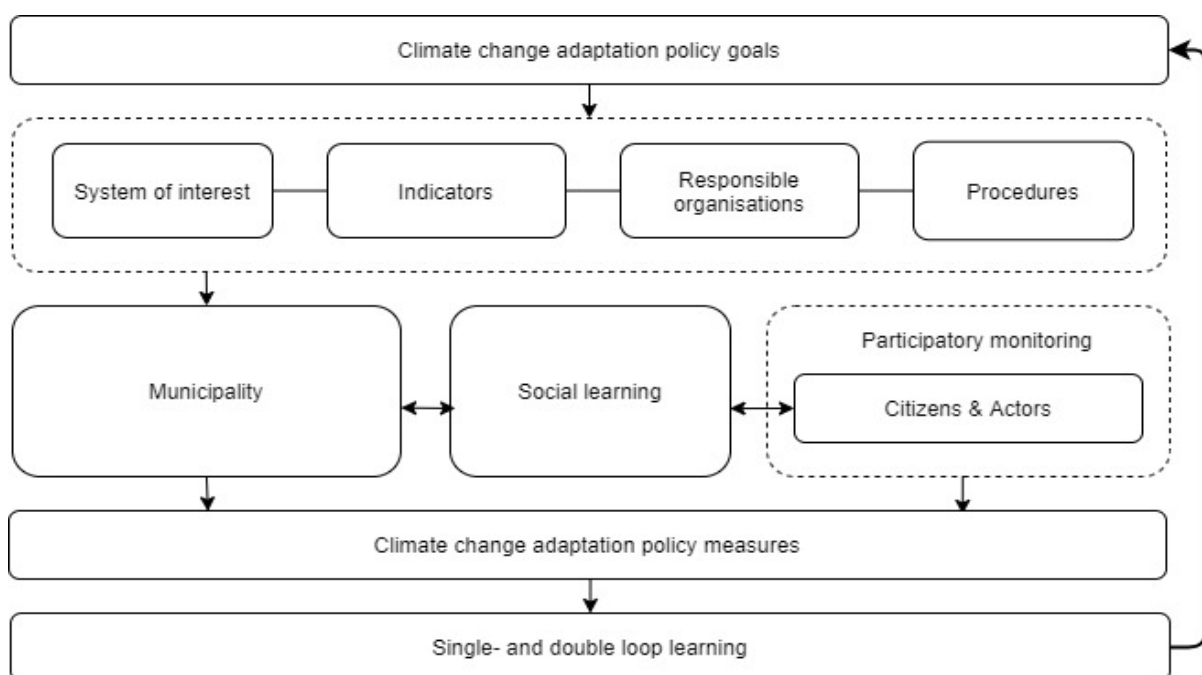 Climate change adaptation policy goals
System of interest
Indicators
Responsible
organisations
Procedures
Municipality
Social learning
Participatory monitoring
Citizens & Actors
Climate change adaptation policy measures
Single- and double loop learning